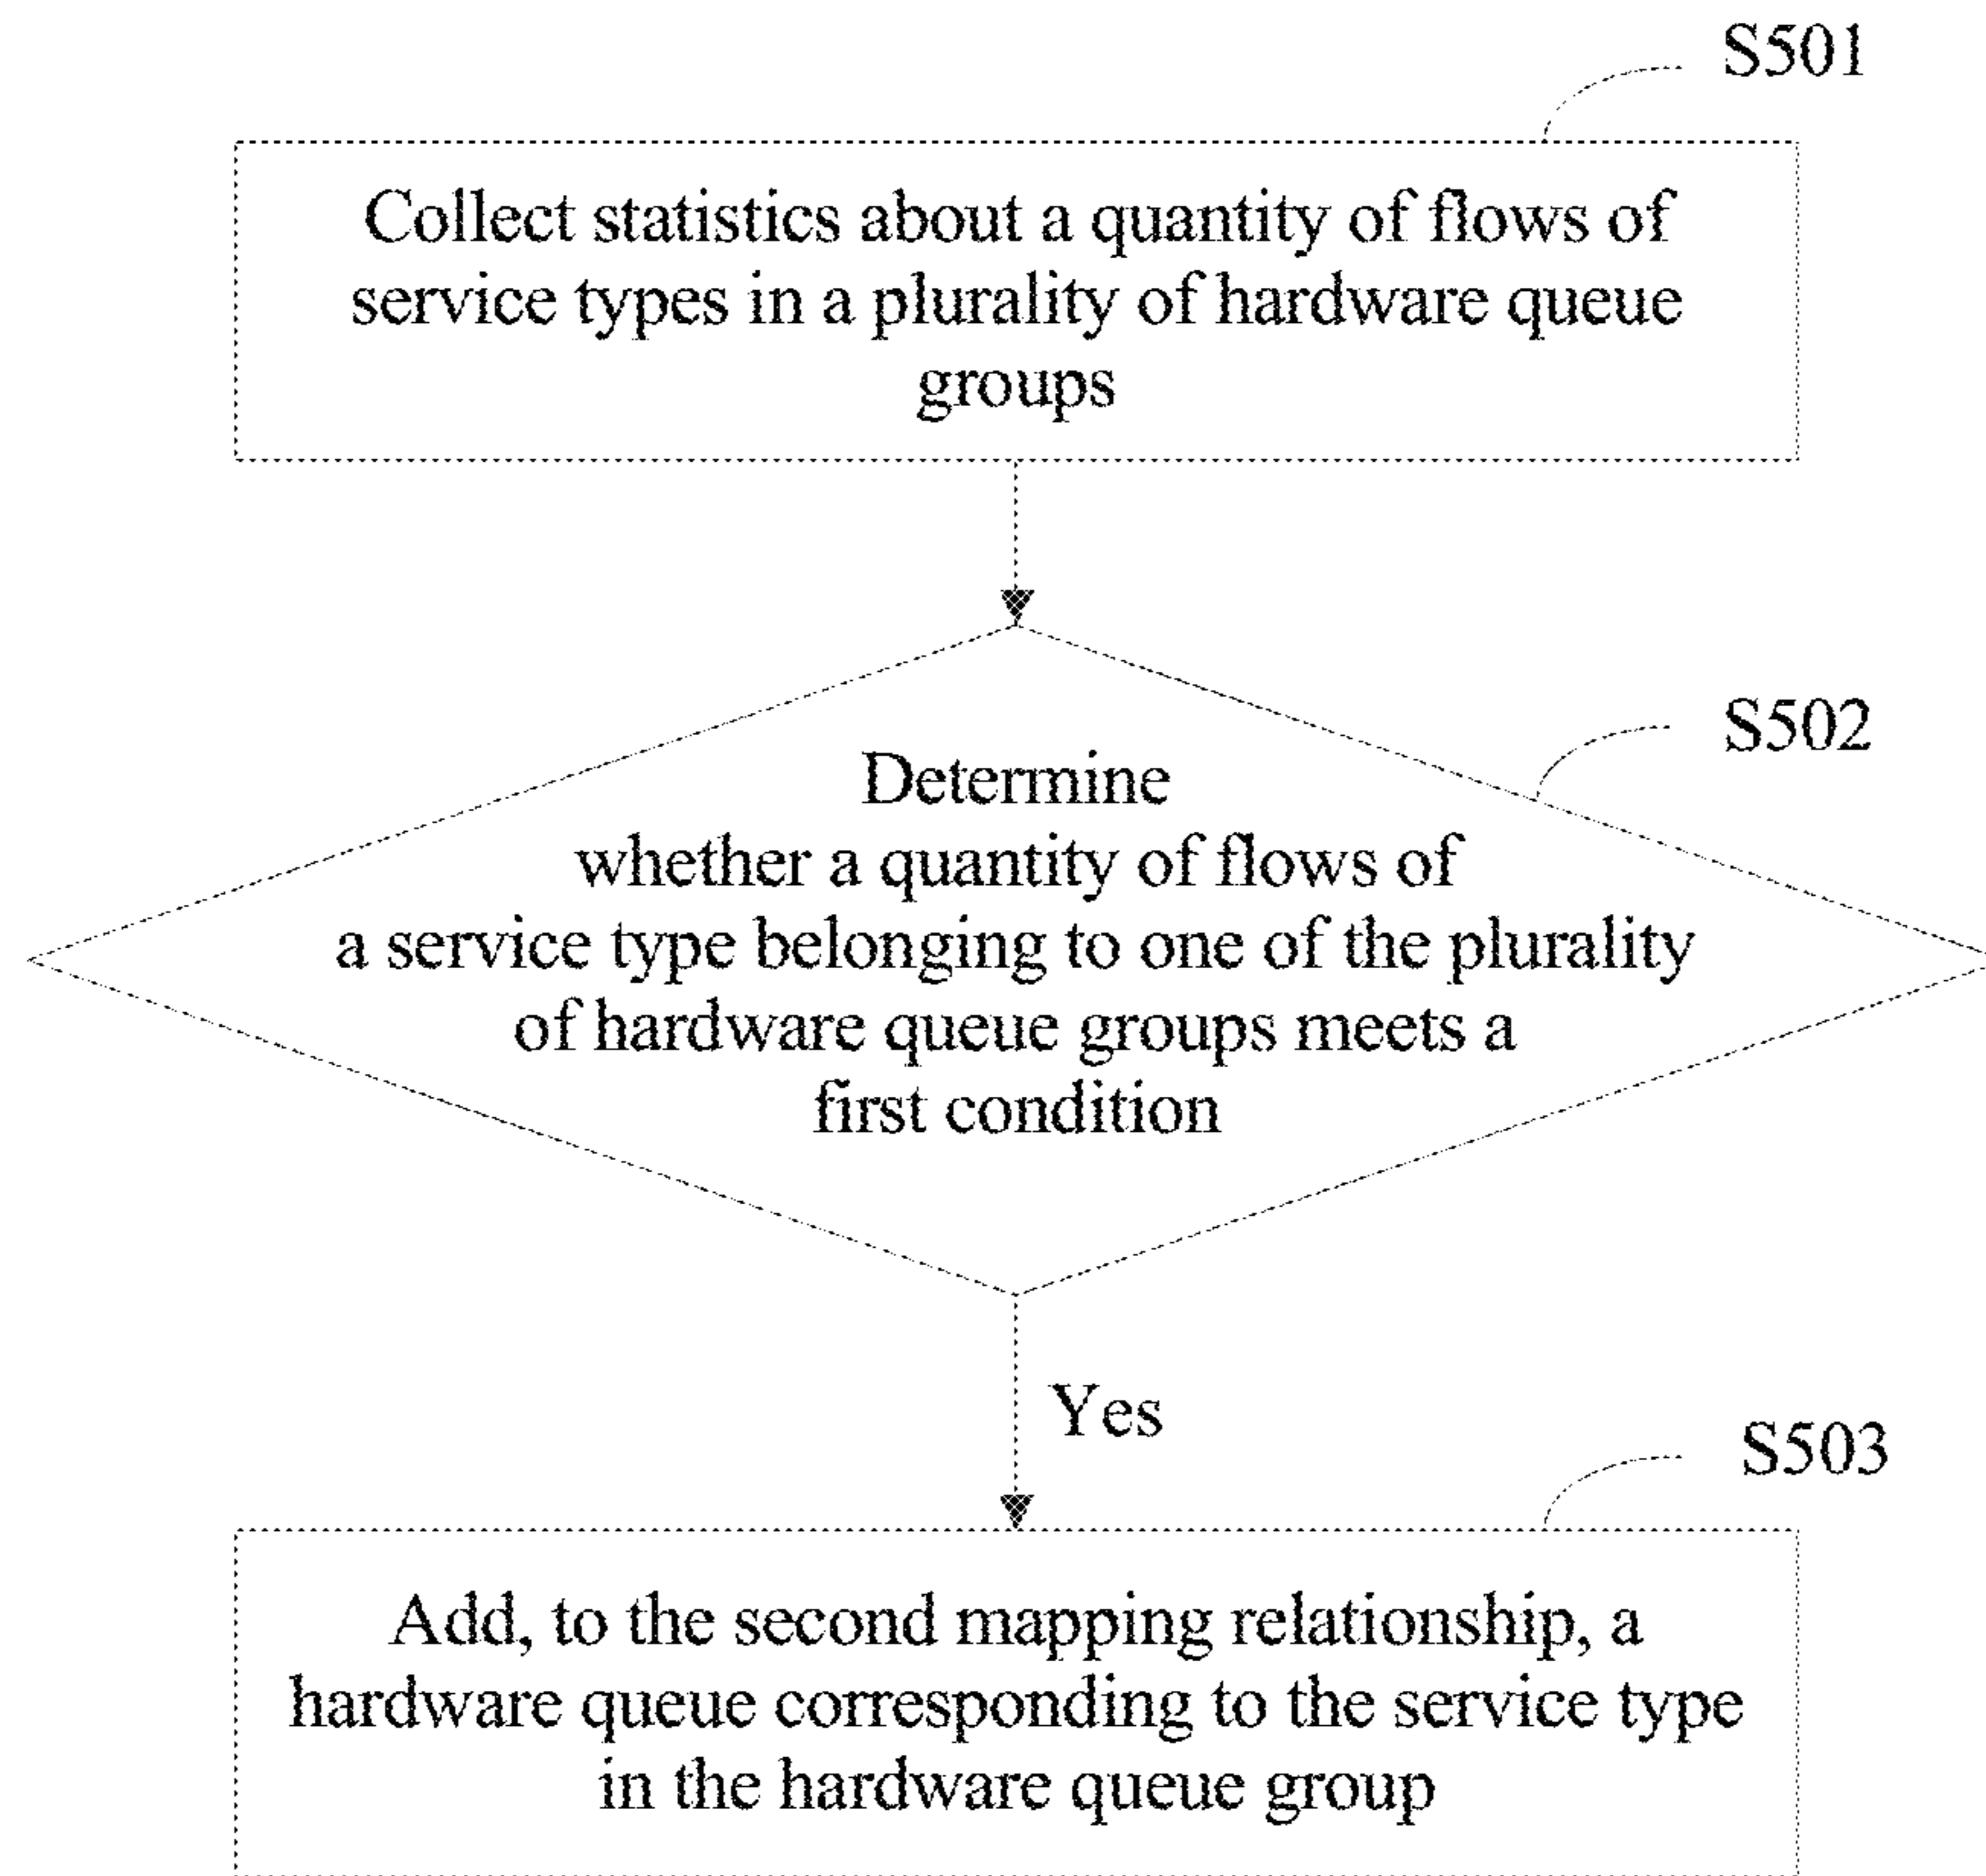 S501
Collect statistics about a quantity of flows of
service types in a plurality of hardware queue
groups
S502
Determine
whether a quantity of flows of
a service type belonging to one of the plurality
of hardware queue groups meets a
first condition
Yes
S503
Add, to the second mapping relationship, a
hardware queue corresponding to the service type
in the hardware queue group